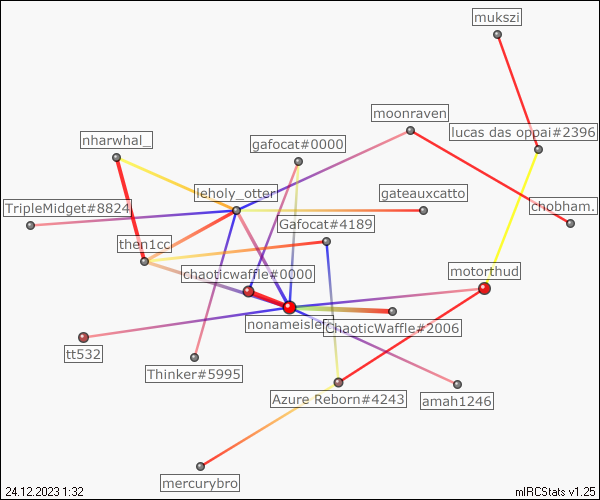 mukszi
moonraven
lucas das oppai#2396
nharwhal_
gafocat#0000
leholy_otter
gateauxcatto
TripleMidget#8824
chobham.
Gafocat#4189
then1cc
chaoticwaffle#0000
motorthud
nonameisleft
ChaoticWaffle#2006
tt532
Thinker#5995
Azure Reborn#4243
amah1246
mercurybro
24.12.2023 1:32
mIRCStats v1.25